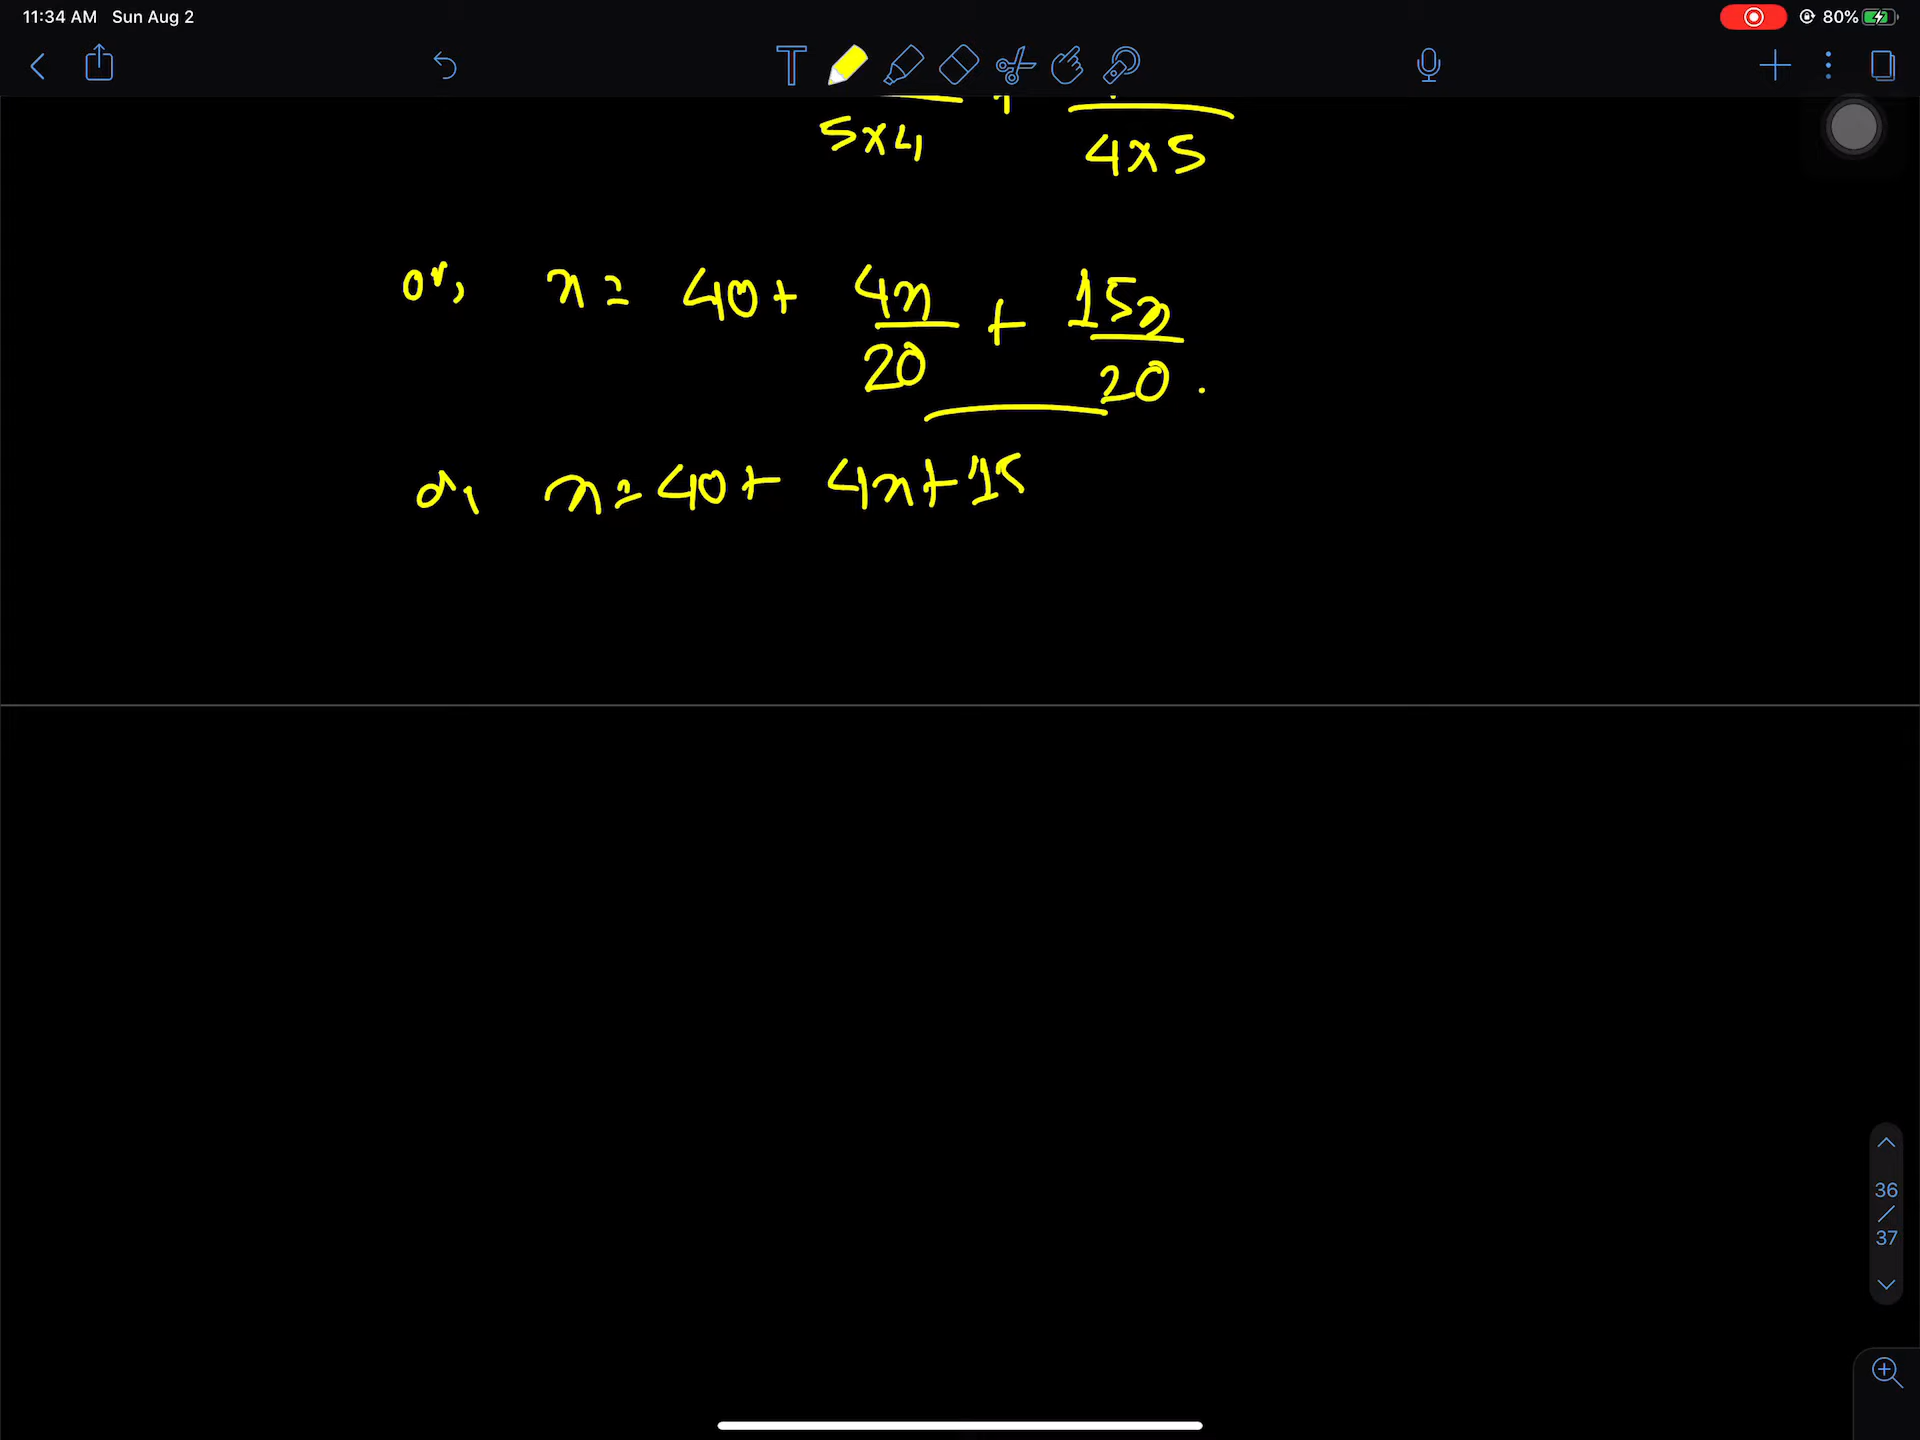 11:34 AM Sun Aug 2 80%
T
5x4 + 4x5
or, x = 40 + 4x/20 + 15x/20 .
or, x = 40 + 4x + 15
36
/
37